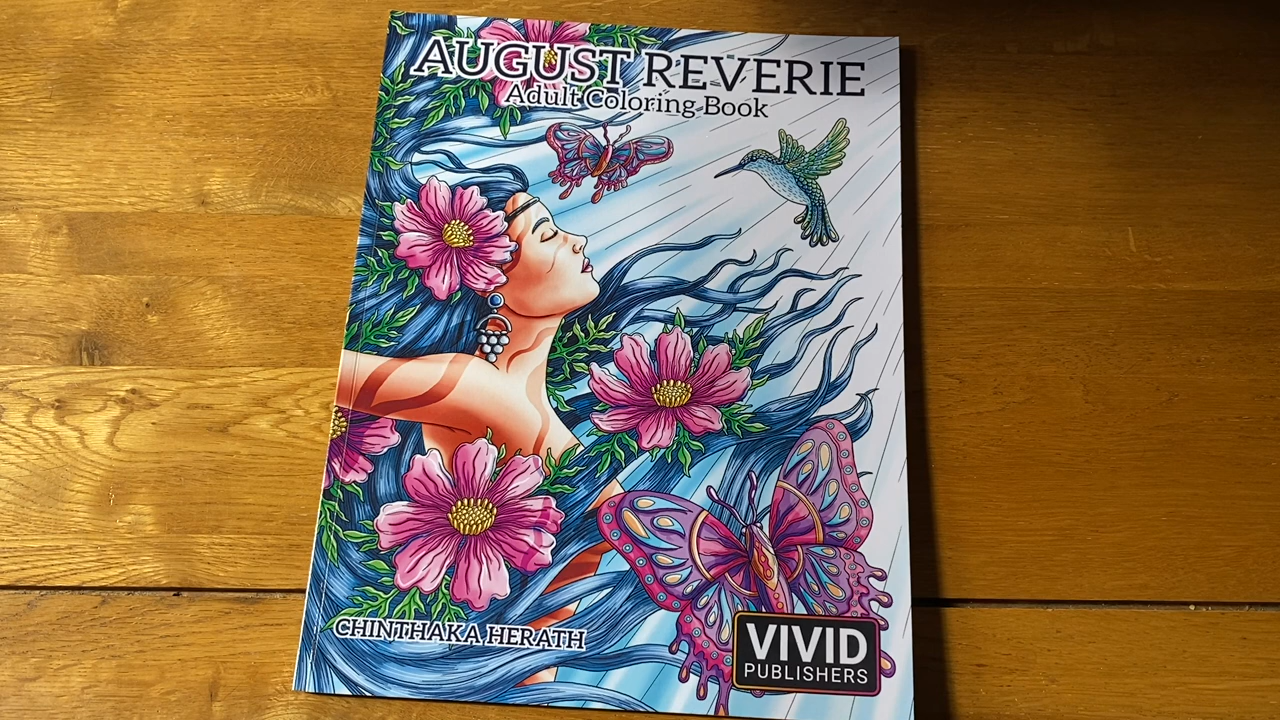 AUGUST REVERIE
Adult Coloring Book
CHINTHAKA HERATH
VIVID
PUBLISHERS